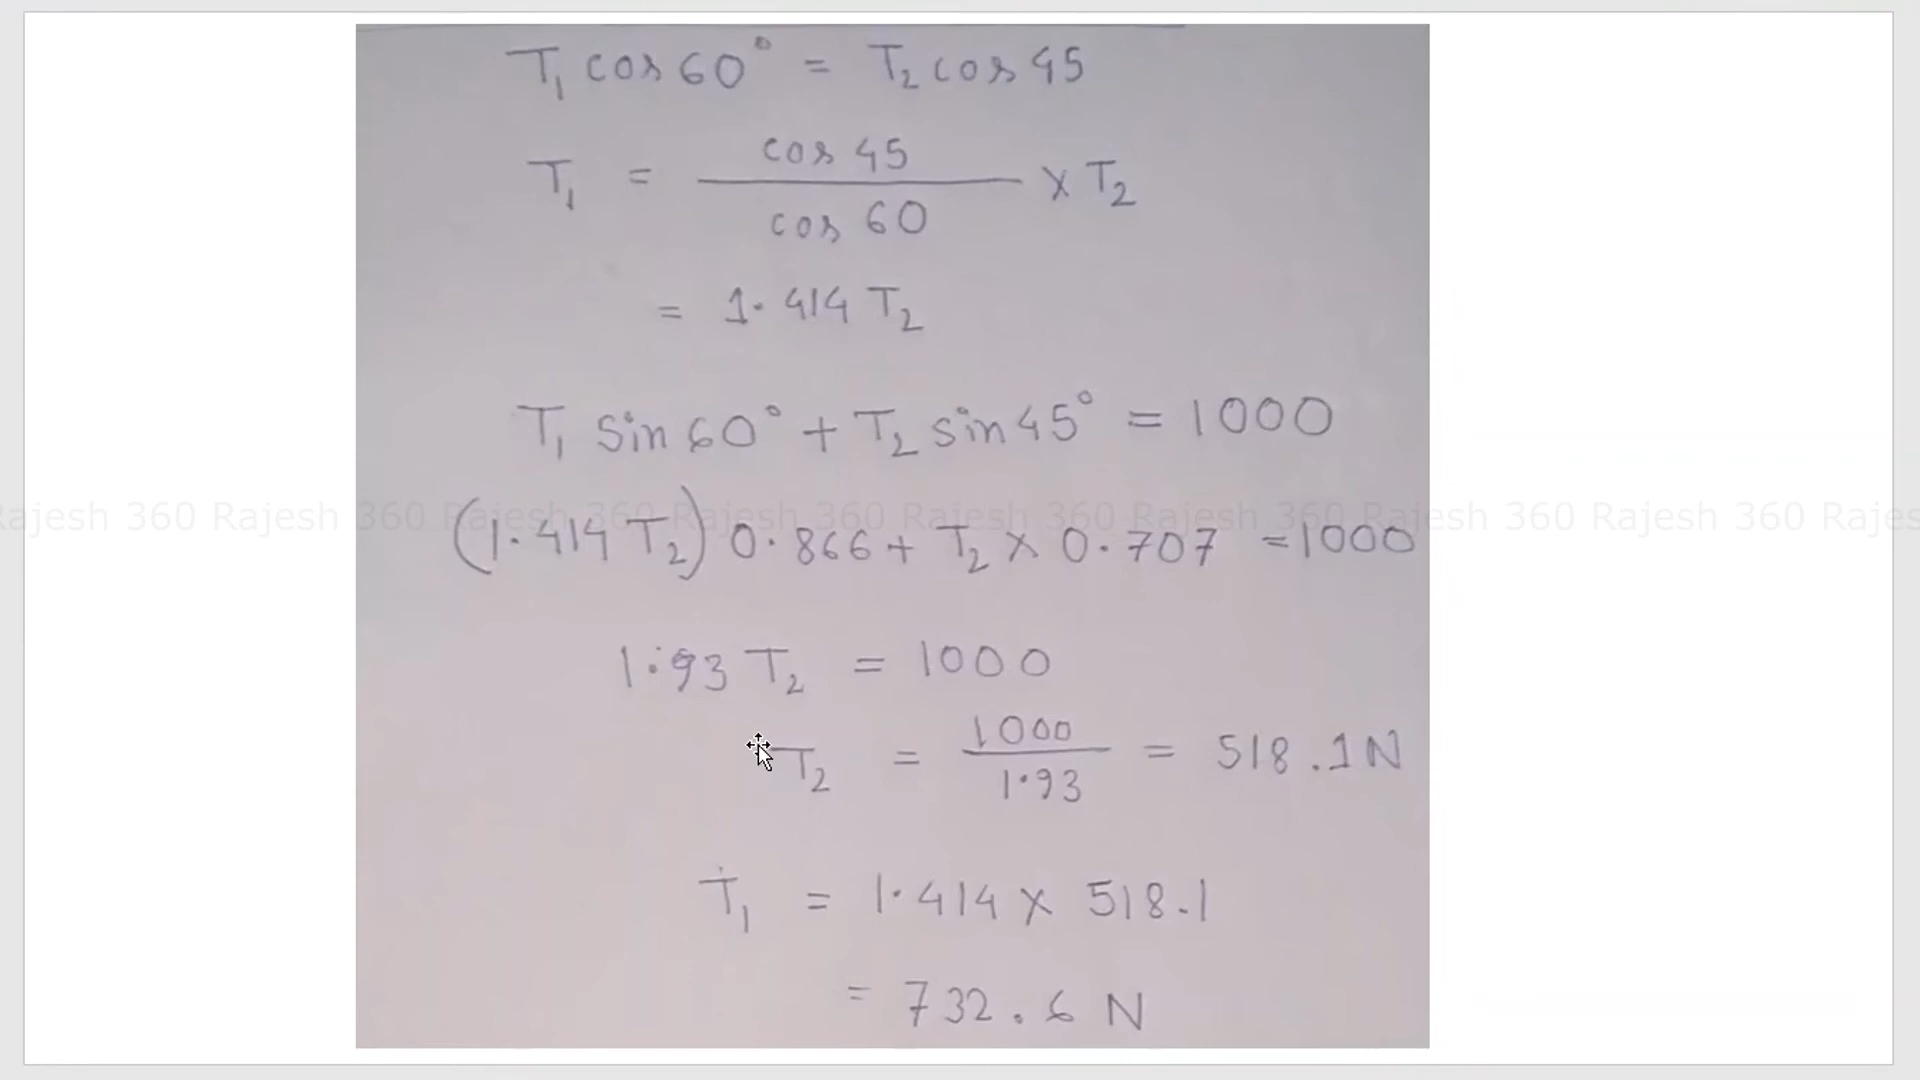 T₁ cos 60° = T₂ cos 45
T₁ = cos 45 / cos 60 × T₂
= 1.414 T₂
T₁ Sin 60° + T₂ sin 45° = 1000
ajesh 360 Rajesh 360 Rajesh 360 Rajesh 360 Rajesh 360 Rajesh 360 Rajesh 360 Rajesh 360 Rajes
(1.414 T₂) 0.866 + T₂ × 0.707 = 1000
1.93 T₂ = 1000
T₂ = 1000 / 1.93 = 518.1 N
T₁ = 1.414 × 518.1
= 732.6 N